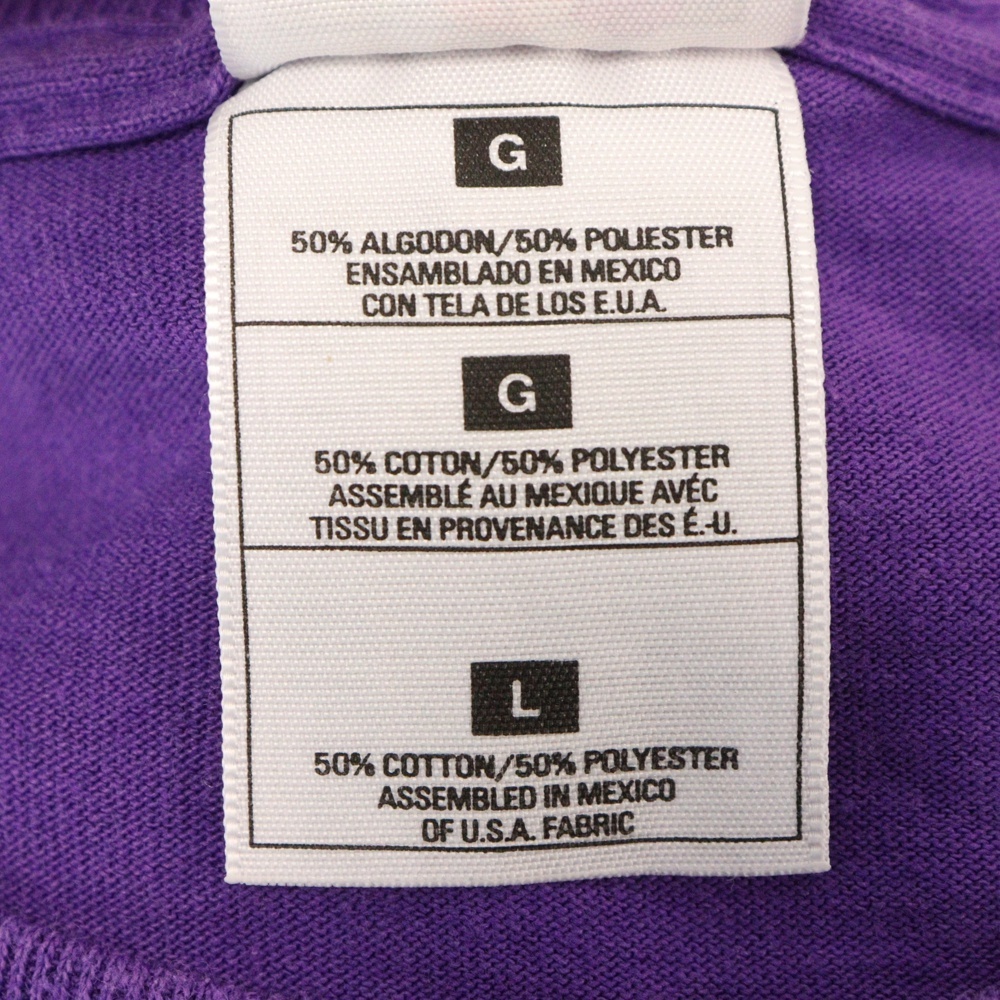 G
50% ALGODON/50% POLIESTER
ENSAMBLADO EN MEXICO
CON TELA DE LOS E.U.A.
G
50% COTON/50% POLYESTER
ASSEMBLÉ AU MEXIQUE AVÉC
TISSU EN PROVENANCE DES É.-U.
L
50% COTTON/50% POLYESTER
ASSEMBLED IN MEXICO
OF U.S.A. FABRIC